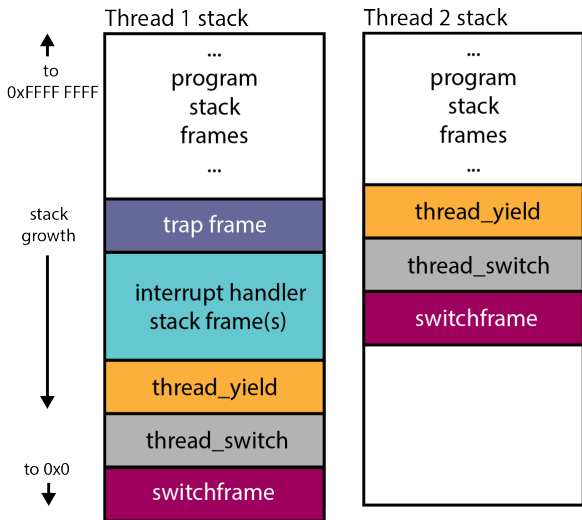 Thread 1 stack
to
0xFFFF FFFF
...
program
stack
frames
...
stack
growth
trap frame
interrupt handler
stack frame(s)
thread_yield
thread_switch
to 0x0
switchframe
Thread 2 stack
...
program
stack
frames
...
thread_yield
thread_switch
switchframe